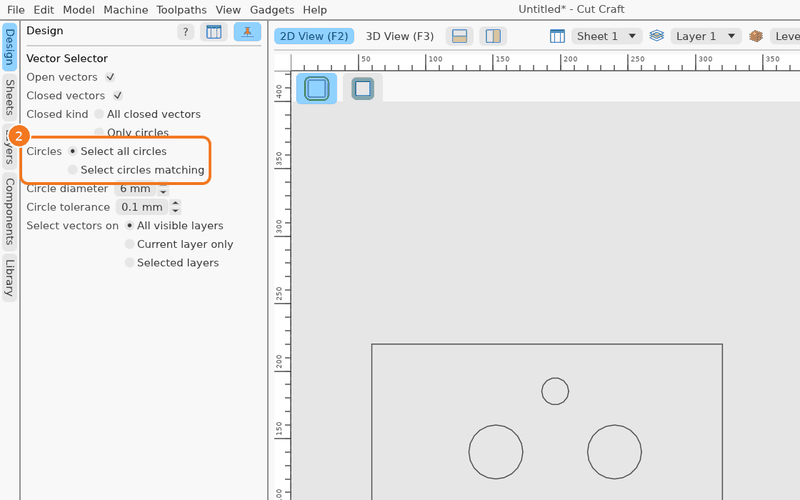 File Edit Model Machine Toolpaths View Gadgets Help Untitled* - Cut Craft
Design ?
2D View (F2) 3D View (F3) Sheet 1 Layer 1 Leve
Design
Sheets
yers
Components
Library
Vector Selector
Open vectors
Closed vectors
Closed kind All closed vectors
Only circles
2
Circles Select all circles
Select circles matching
Circle diameter 6 mm
Circle tolerance 0.1 mm
Select vectors on All visible layers
Current layer only
Selected layers
50 100 150 200 250 300 350
400
350
300
250
200
150
00